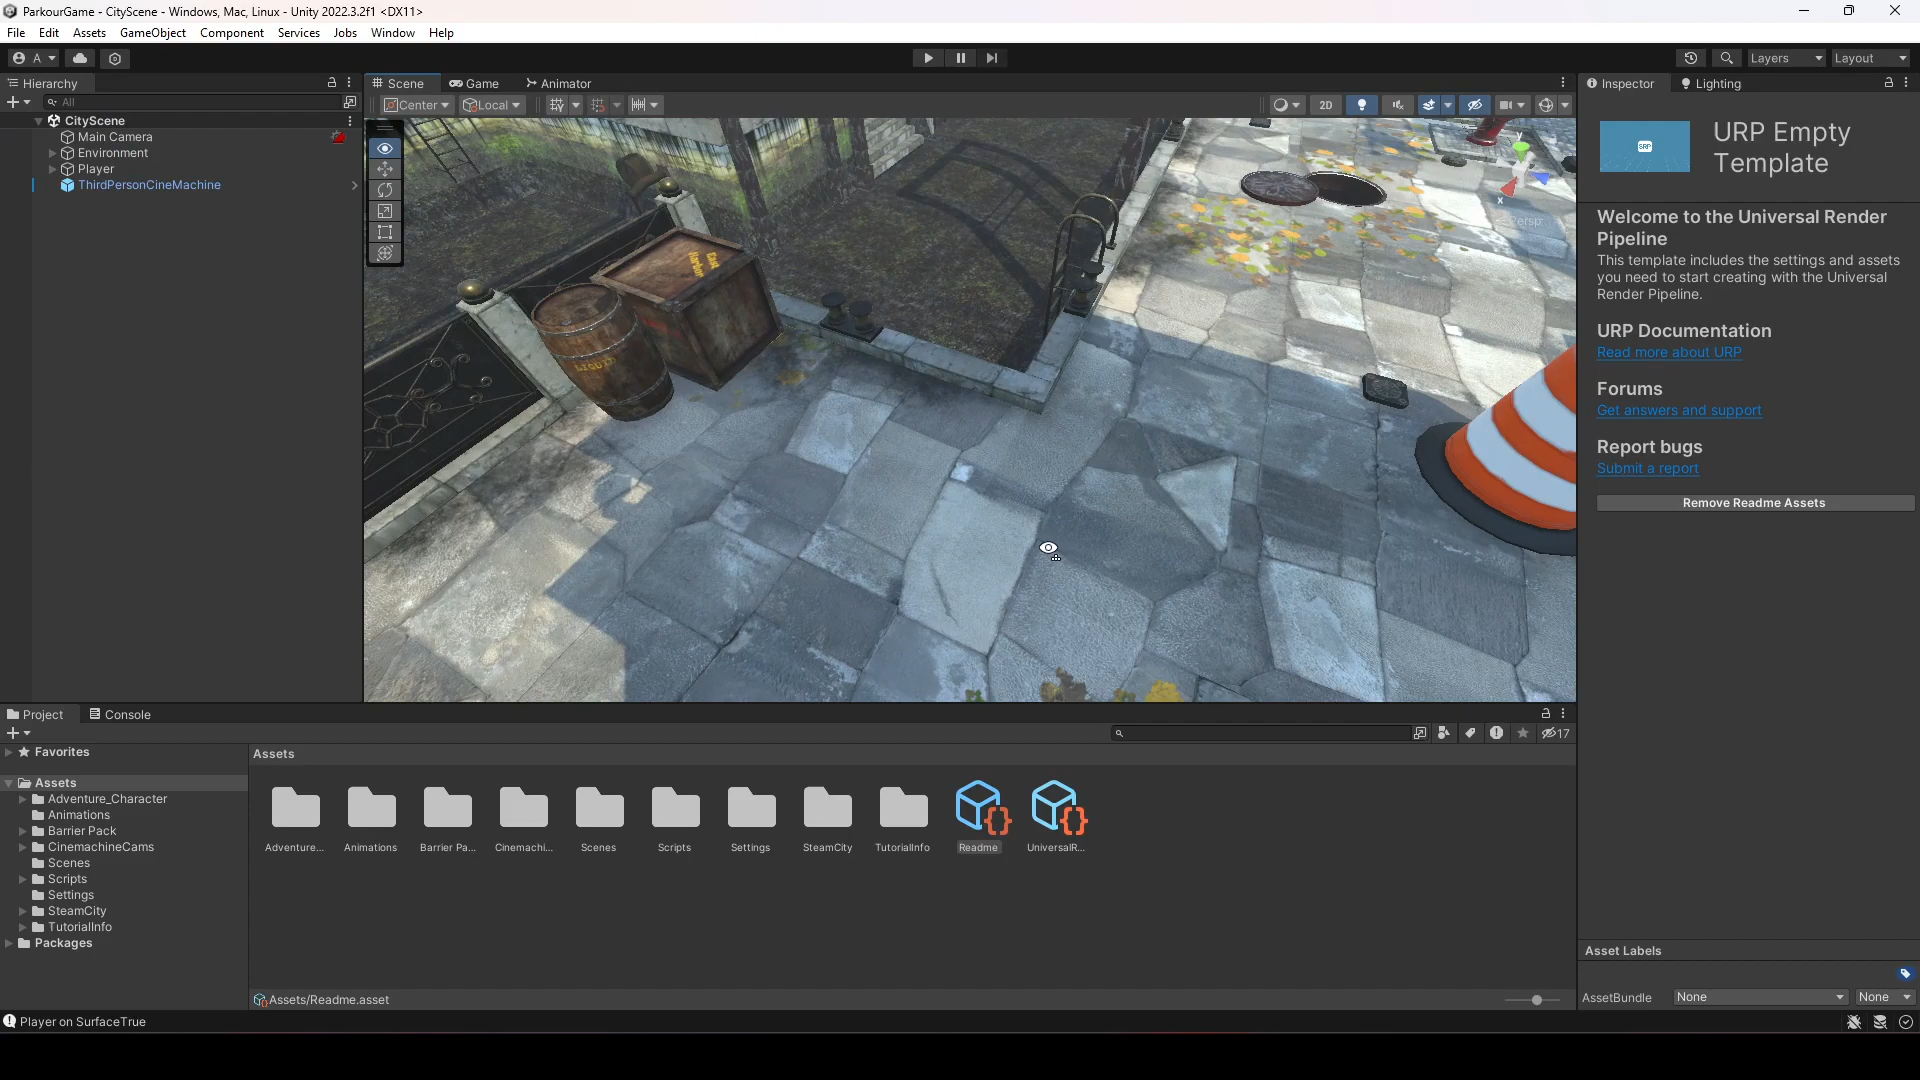 ParkourGame - CityScene - Windows, Mac, Linux - Unity 2022.3.2f1 <DX11>
File Edit Assets GameObject Component Services Jobs Window Help
A Layers Layout
Hierarchy
All
CityScene
Main Camera
Environment
Player
ThirdPersonCineMachine
Scene Game Animator
Center Local 2D
East Harbor
LIQUID
y
x
Persp
Inspector Lighting
SRP
URP Empty
Template
Welcome to the Universal Render
Pipeline
This template includes the settings and assets
you need to start creating with the Universal
Render Pipeline.
URP Documentation
Read more about URP
Forums
Get answers and support
Report bugs
Submit a report
Remove Readme Assets
Project Console
17
Favorites
Assets
Adventure_Character
Animations
Barrier Pack
CinemachineCams
Scenes
Scripts
Settings
SteamCity
TutorialInfo
Packages
Assets
Adventure... Animations Barrier Pa... Cinemachi... Scenes Scripts Settings SteamCity TutorialInfo Readme UniversalR...
Assets/Readme.asset
Asset Labels
AssetBundle None None
Player on SurfaceTrue